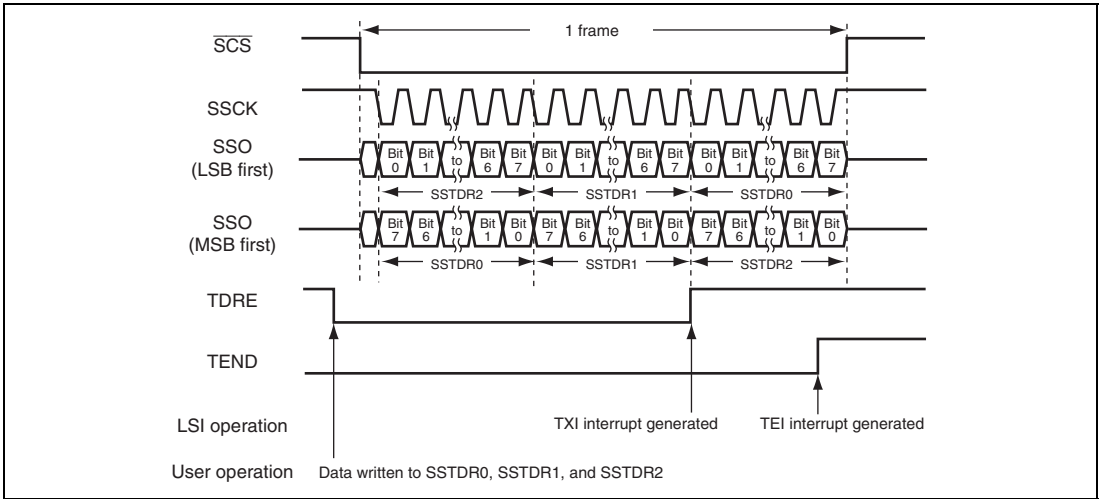 1 frame
SCS
SSCK
SSO
(LSB first)
Bit 0 Bit 1 to Bit 6 Bit 7 Bit 0 Bit 1 to Bit 6 Bit 7 Bit 0 Bit 1 to Bit 6 Bit 7
SSTDR2 SSTDR1 SSTDR0
SSO
(MSB first)
Bit 7 Bit 6 to Bit 1 Bit 0 Bit 7 Bit 6 to Bit 1 Bit 0 Bit 7 Bit 6 to Bit 1 Bit 0
SSTDR0 SSTDR1 SSTDR2
TDRE
TEND
LSI operation TXI interrupt generated TEI interrupt generated
User operation Data written to SSTDR0, SSTDR1, and SSTDR2